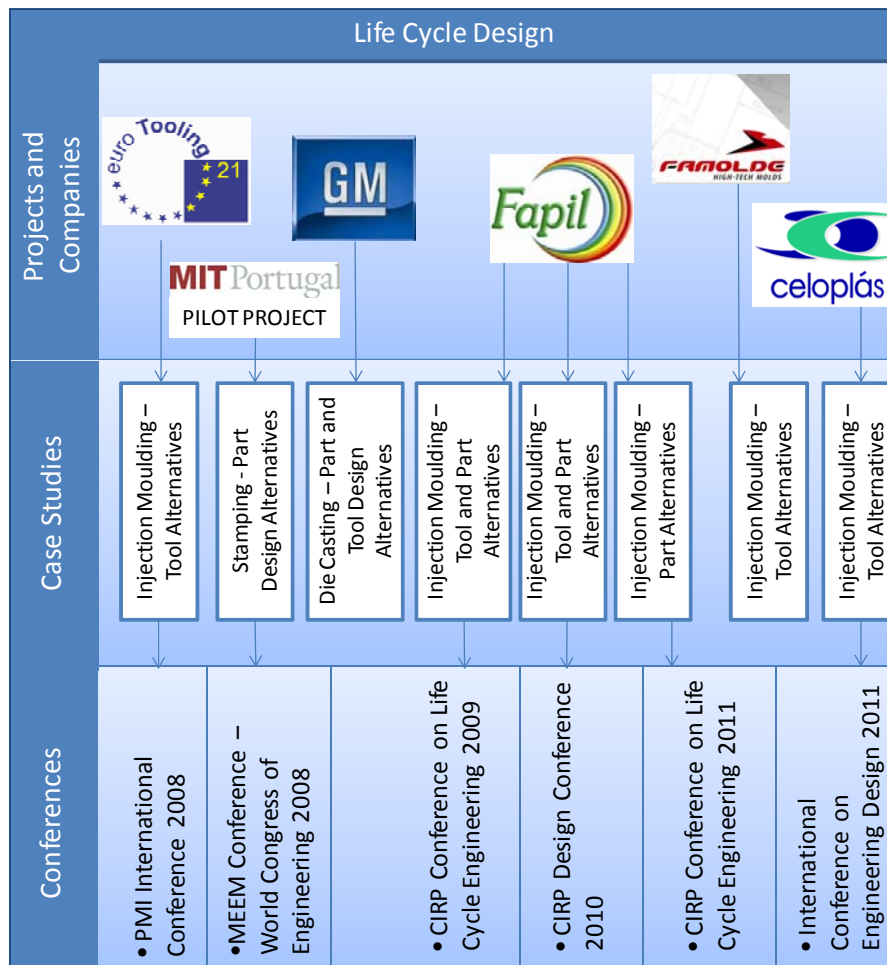 Life Cycle Design
Projects and
Companies
euro Tooling
21
GM
MIT Portugal
PILOT PROJECT
Fapil
FAMOLDE
HIGH-TECH MOLDS
celoplás
Case Studies
Injection Moulding –
Tool Alternatives
Stamping - Part
Design Alternatives
Die Casting – Part and
Tool Design
Alternatives
Injection Moulding –
Tool and Part
Alternatives
Injection Moulding –
Tool and Part
Alternatives
Injection Moulding –
Part Alternatives
Injection Moulding –
Tool Alternatives
Injection Moulding –
Tool Alternatives
Conferences
• PMI International
Conference 2008
•MEEM Conference –
World Congress of
Engineering 2008
• CIRP Conference on Life
Cycle Engineering 2009
• CIRP Design Conference
2010
• CIRP Conference on Life
Cycle Engineering 2011
• International
Conference on
Engineering Design 2011